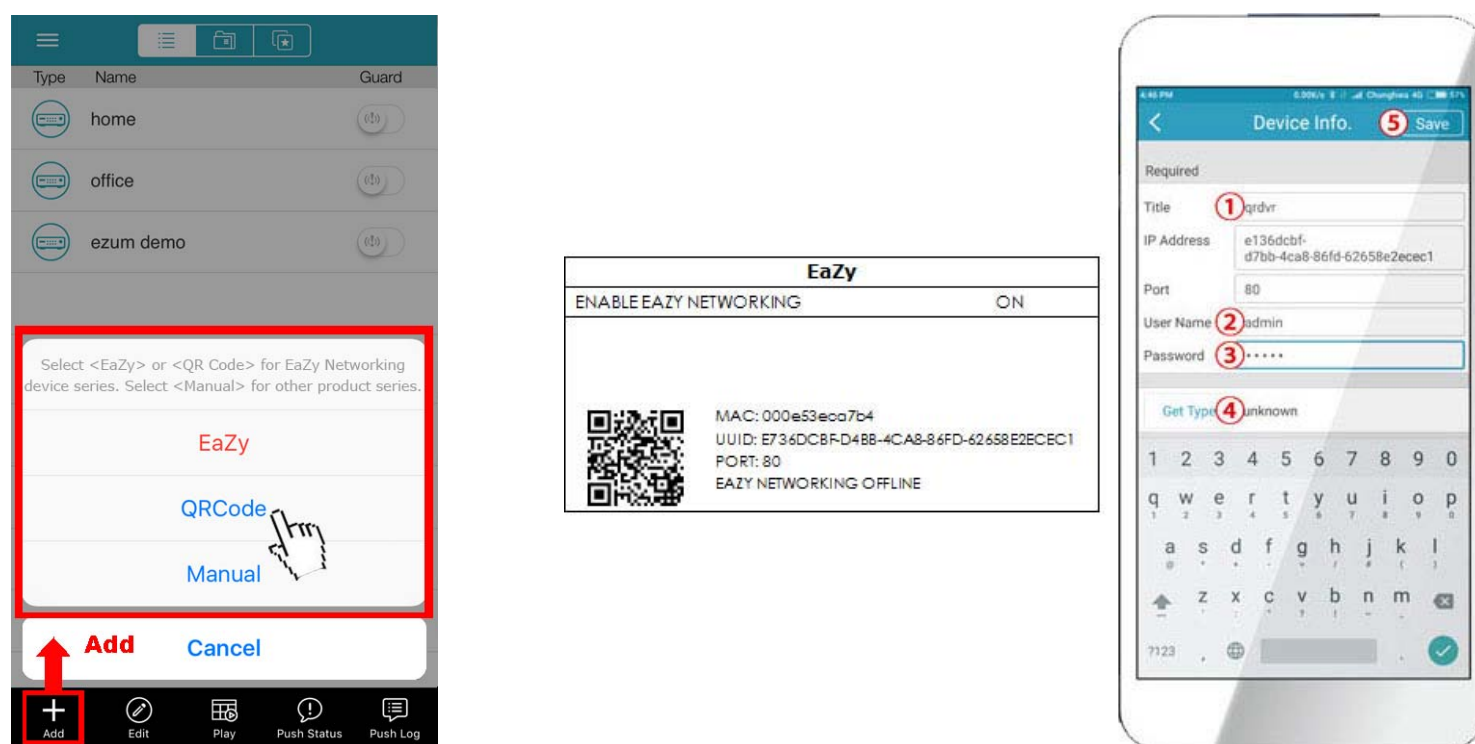 Type Name Guard
home
office
ezum demo
Select <EaZy> or <QR Code> for EaZy Networking
device series. Select <Manual> for other product series.
EaZy
QRCode
Manual
Add
Cancel
Add Edit Play Push Status Push Log
EaZy
ENABLE EAZY NETWORKING ON
MAC: 000e53eca7b4
UUID: E736DCBF-D4BB-4CA8-86FD-62658E2ECEC1
PORT: 80
EAZY NETWORKING OFFLINE
4:46 PM Chunghwa 4G 57%
Device Info. 5 Save
Required
Title 1 qrdvr
IP Address e136dcbf-
d7bb-4ca8-86fd-62658e2ecec1
Port 80
User Name 2 admin
Password 3 •••••
Get Type 4 unknown
1 2 3 4 5 6 7 8 9 0
q w e r t y u i o p
a s d f g h j k l
z x c v b n m
?123 , .